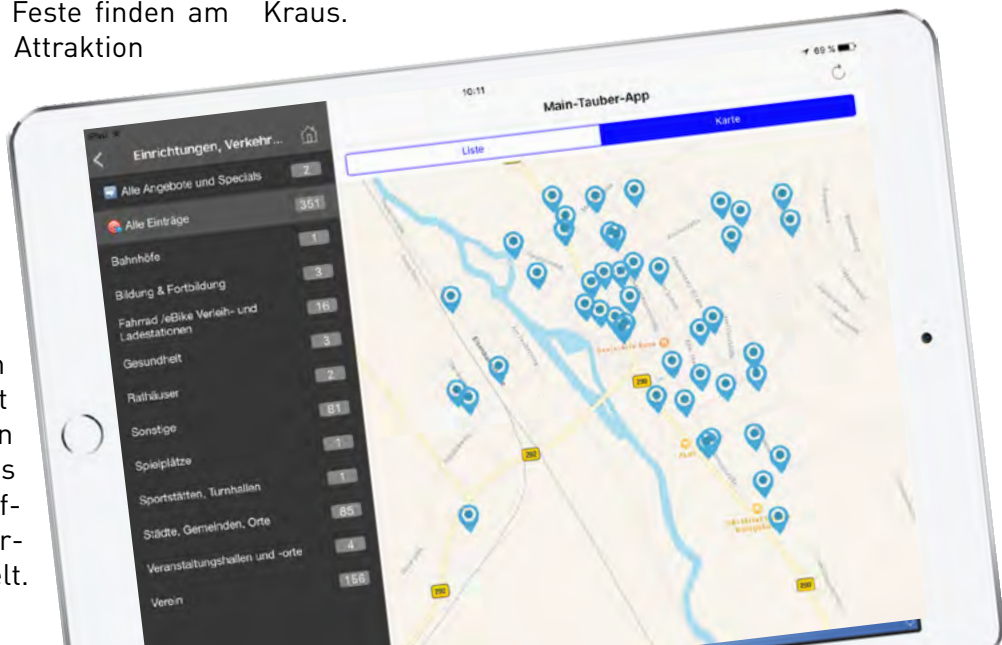 Feste finden am
Attraktion
Kraus.
n
t
n
s
f-
r-
elt.
10:11
69 %
Main-Tauber-App
Liste
Karte
Einrichtungen, Verkehr...
Alle Angebote und Specials 2
Alle Einträge 351
Bahnhöfe 1
Bildung & Fortbildung 3
Fahrrad /eBike Verleih- und 16
Ladestationen
Gesundheit 3
Rathäuser 2
Sonstige 81
Spielplätze 1
Sportstätten, Turnhallen 1
Städte, Gemeinden, Orte 85
Veranstaltungshallen und -orte 4
Verein 156
290
292
292
290